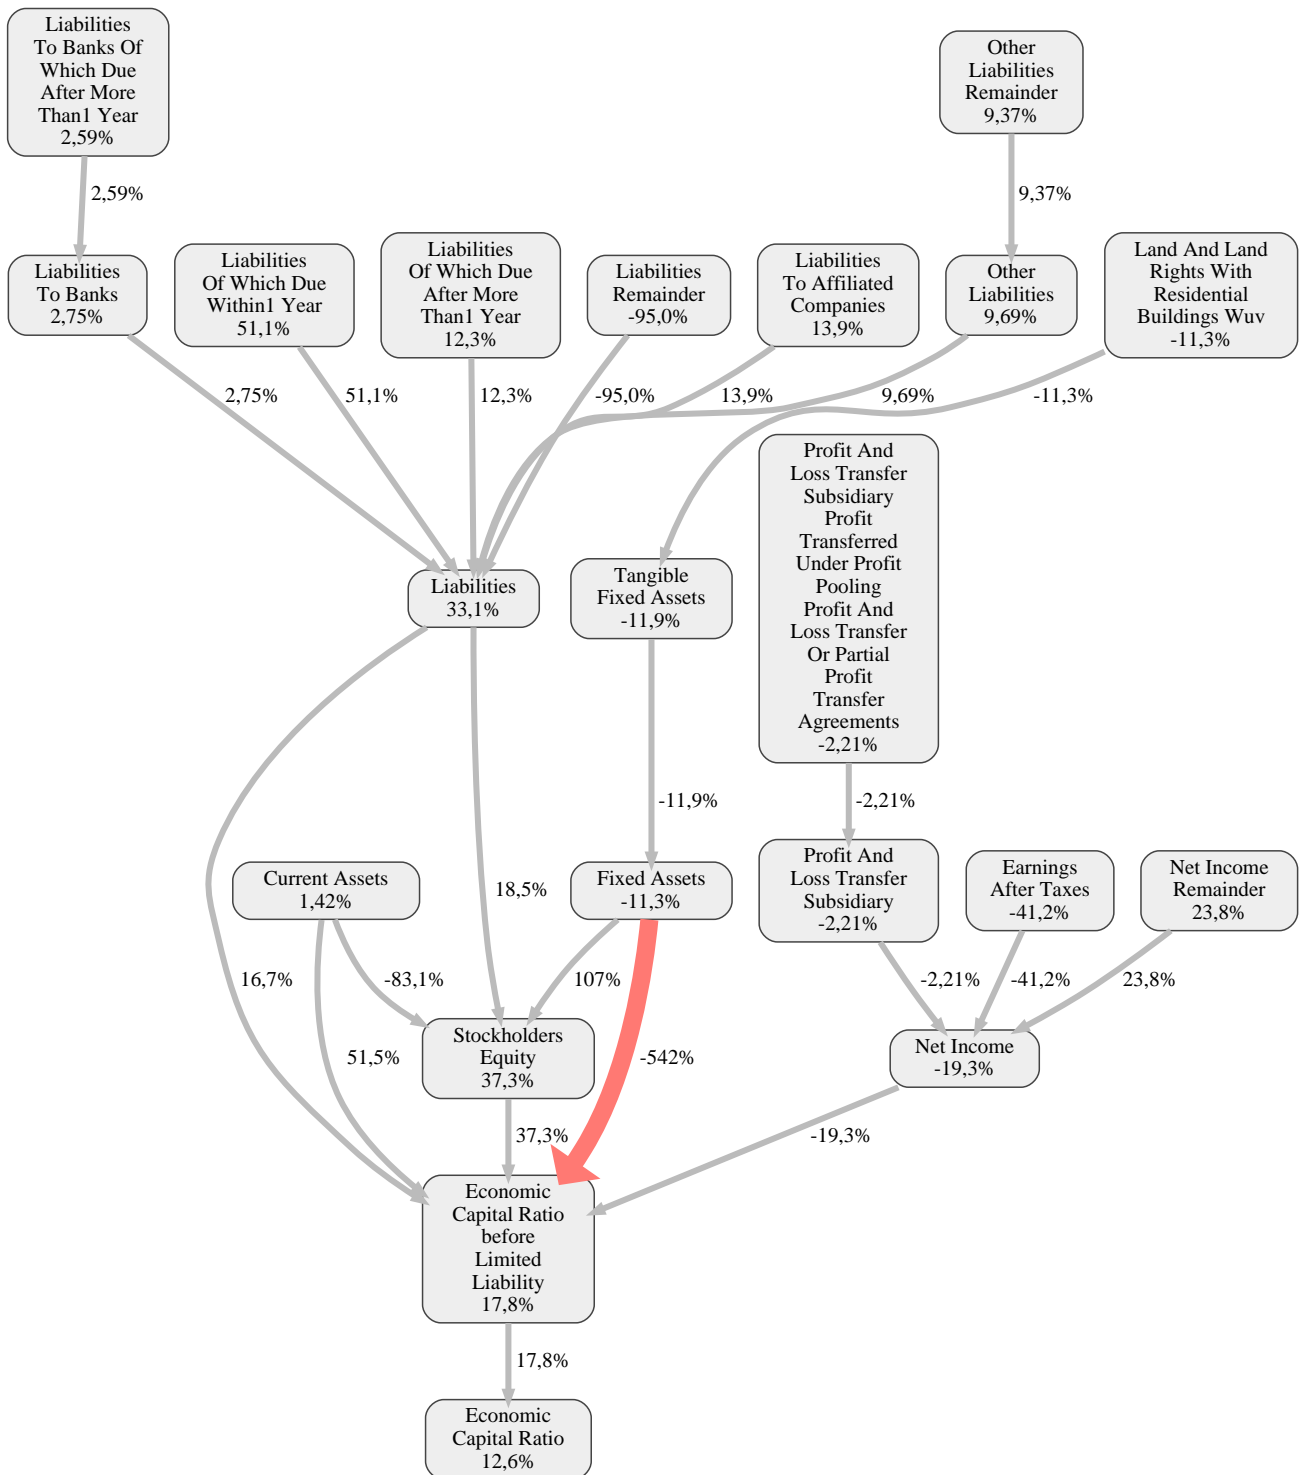 Liabilities
To Banks Of
Which Due
After More
Than1 Year
2,59%
Other
Liabilities
Remainder
9,37%
2,59%
9,37%
Liabilities
To Banks
2,75%
Liabilities
Of Which Due
Within1 Year
51,1%
Liabilities
Of Which Due
After More
Than1 Year
12,3%
Liabilities
Remainder
-95,0%
Liabilities
To Affiliated
Companies
13,9%
Other
Liabilities
9,69%
Land And Land
Rights With
Residential
Buildings Wuv
-11,3%
2,75%
51,1%
12,3%
-95,0%
13,9%
9,69%
-11,3%
Profit And
Loss Transfer
Subsidiary
Profit
Transferred
Under Profit
Pooling
Profit And
Loss Transfer
Or Partial
Profit
Transfer
Agreements
-2,21%
Liabilities
33,1%
Tangible
Fixed Assets
-11,9%
-11,9%
-2,21%
Current Assets
1,42%
18,5%
Fixed Assets
-11,3%
Profit And
Loss Transfer
Subsidiary
-2,21%
Earnings
After Taxes
-41,2%
Net Income
Remainder
23,8%
16,7%
-83,1%
107%
-2,21%
-41,2%
23,8%
51,5%
Stockholders
Equity
37,3%
-542%
Net Income
-19,3%
37,3%
-19,3%
Economic
Capital Ratio
before
Limited
Liability
17,8%
17,8%
Economic
Capital Ratio
12,6%